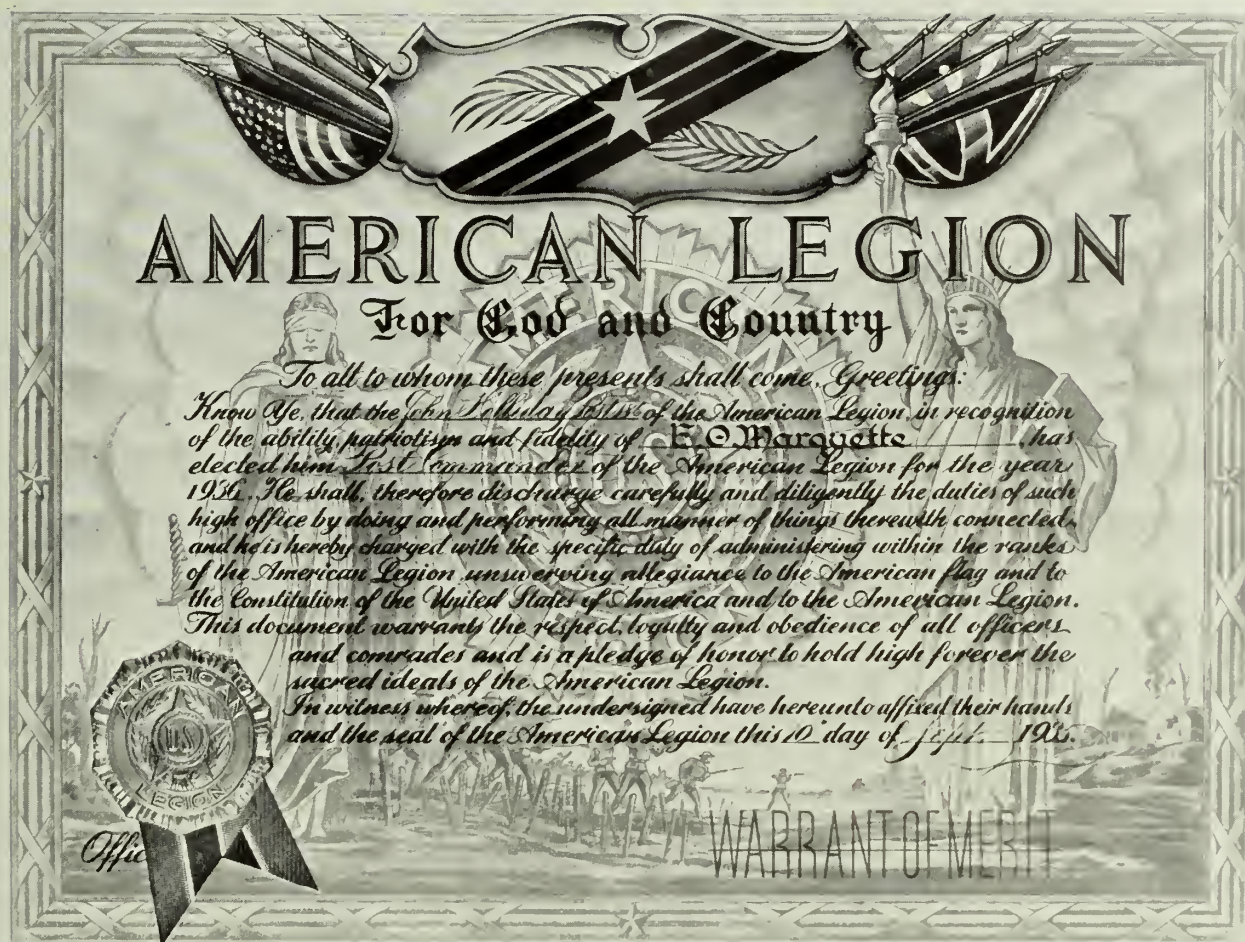 AMERICAN LEGION
For God and Country
To all to whom these presents shall come, Greetings:
Know Ye, that the John of the American Legion, in recognition
of the ability, patriotism and fidelity of E.O. Marquette, has
elected him Post Commander of the American Legion for the year
1936. He shall, therefore discharge carefully and diligently the duties of such
high office by doing and performing all manner of things therewith connected,
and he is hereby charged with the specific duty of administering within the ranks
of the American Legion unswerving allegiance to the American flag and to
the Constitution of the United States of America and to the American Legion.
This document warrants the respect, loyalty and obedience of all officers
and comrades and is a pledge of honor to hold high forever the
sacred ideals of the American Legion.
In witness whereof, the undersigned have hereunto affixed their hands
and the seal of the American Legion this 10 day of Sept. 1935.
AMERICAN
U.S.
LEGION
WARRANT OF MERIT